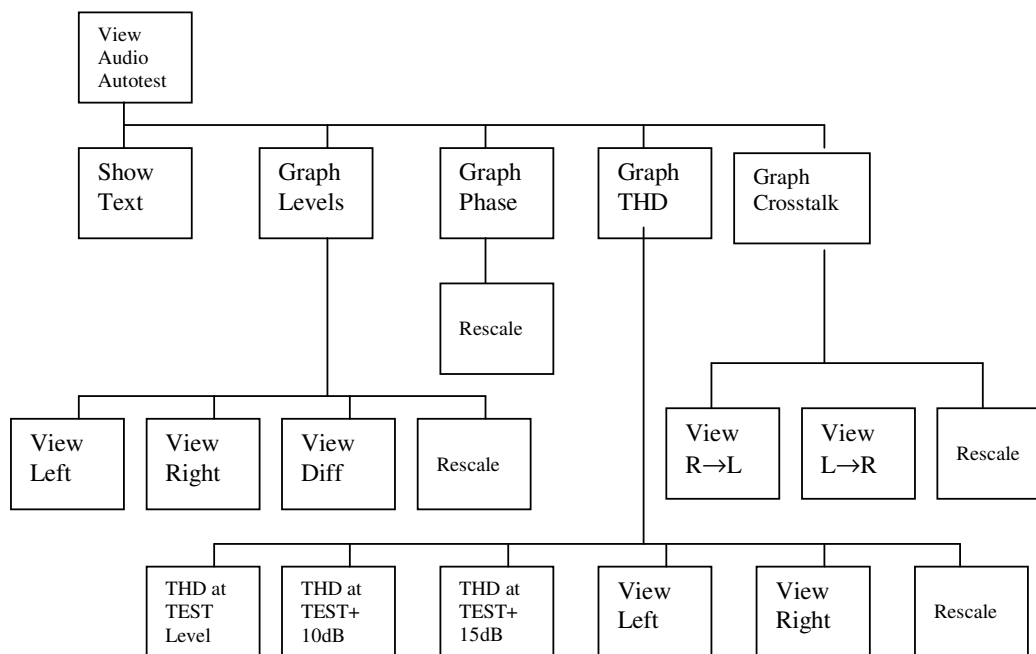 View
Audio
Autotest
Show
Text
Graph
Levels
Graph
Phase
Graph
THD
Graph
Crosstalk
Rescale
View
Left
View
Right
View
Diff
Rescale
View
R→L
View
L→R
Rescale
THD at
TEST
Level
THD at
TEST+
10dB
THD at
TEST+
15dB
View
Left
View
Right
Rescale